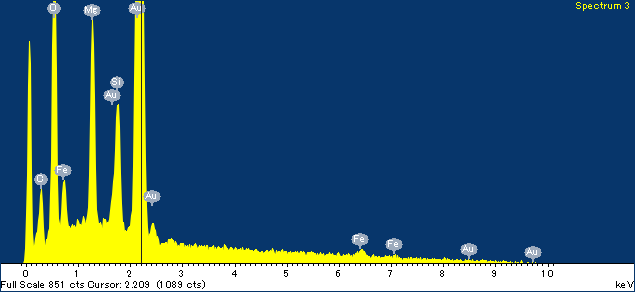 Spectrum 3
O Mg Au
Si
Au
C Fe
Au
Fe Fe Au Au
0 1 2 3 4 5 6 7 8 9 10
Full Scale 851 cts Cursor: 2.209 (1089 cts) keV